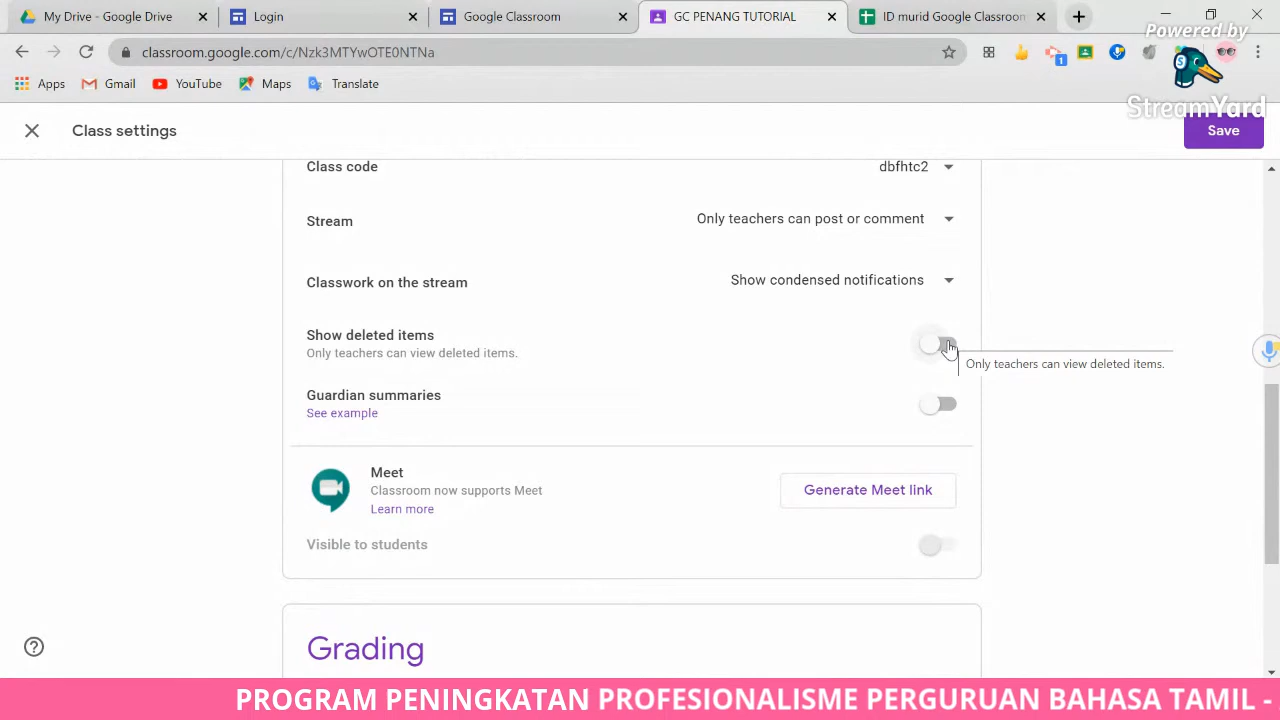 My Drive - Google Drive
Login
Google Classroom
GC PENING TUTORIAL
ID murid Google Classroom
Powered by
classroom.google.com/c/Nzk3MTYwOTE0NTNa
1
Apps
Gmail
YouTube
Maps
Translate
StreamYard
Class settings
Save
Class code
dbfhtc2
Stream
Only teachers can post or comment
Classwork on the stream
Show condensed notifications
Show deleted items
Only teachers can view deleted items.
Only teachers can view deleted items.
Guardian summaries
See example
Meet
Classroom now supports Meet
Learn more
Generate Meet link
Visible to students
Grading
PROGRAM PENINGKATAN PROFESIONALISME PERGURUAN BAHASA TAMIL -